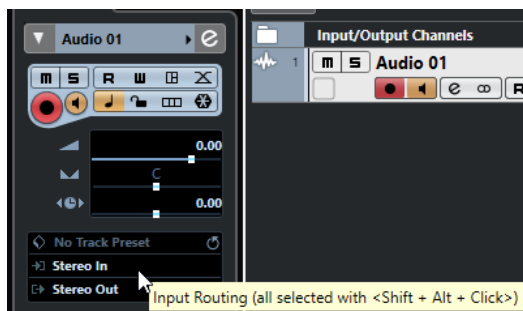 Audio 01
m S R W
0.00
C
0.00
No Track Preset
Stereo In
Stereo Out
Input Routing (all selected with <Shift + Alt + Click>)
Input/Output Channels
1 m S Audio 01
e R